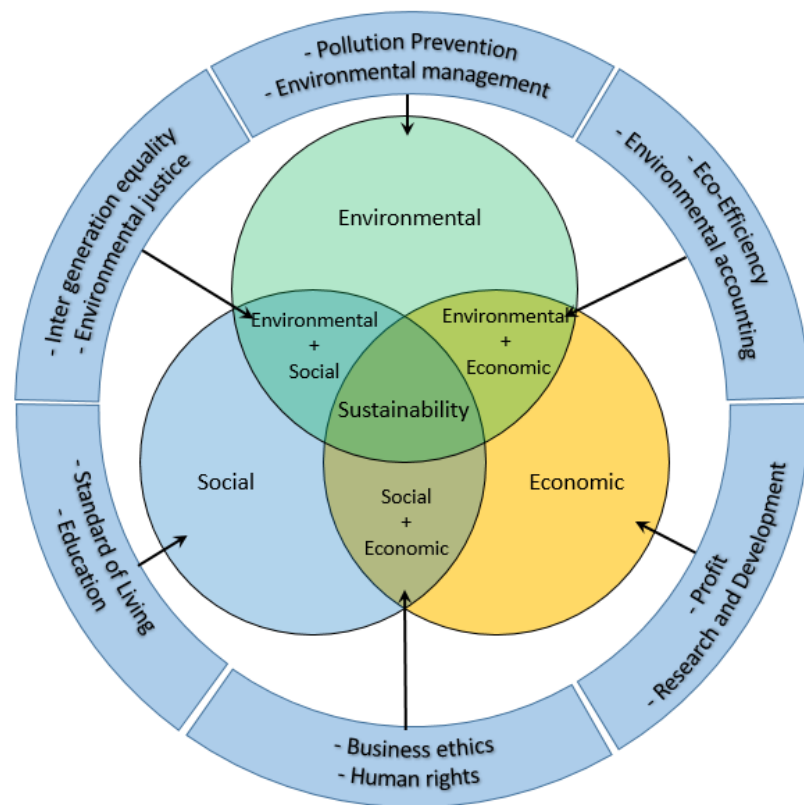 - Pollution Prevention
- Environmental management
- Eco-Efficiency
- Environmental accounting
- Inter generation equality
- Environmental justice
Environmental
Environmental
+
Social
Environmental
+
Economic
Sustainability
Social
Economic
Social
+
Economic
- Standard of Living
- Education
- Profit
- Research and Development
- Business ethics
- Human rights